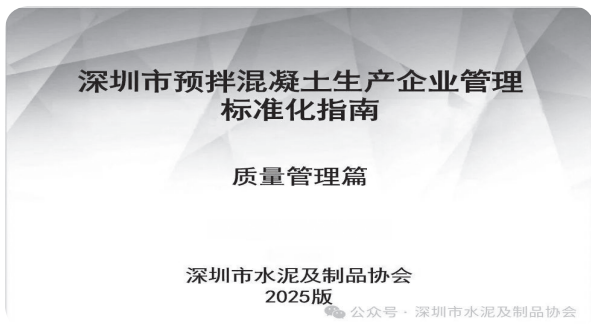 深圳市预拌混凝土生产企业管理
标准化指南
质量管理篇
深圳市水泥及制品协会
2025版
公众号 · 深圳市水泥及制品协会